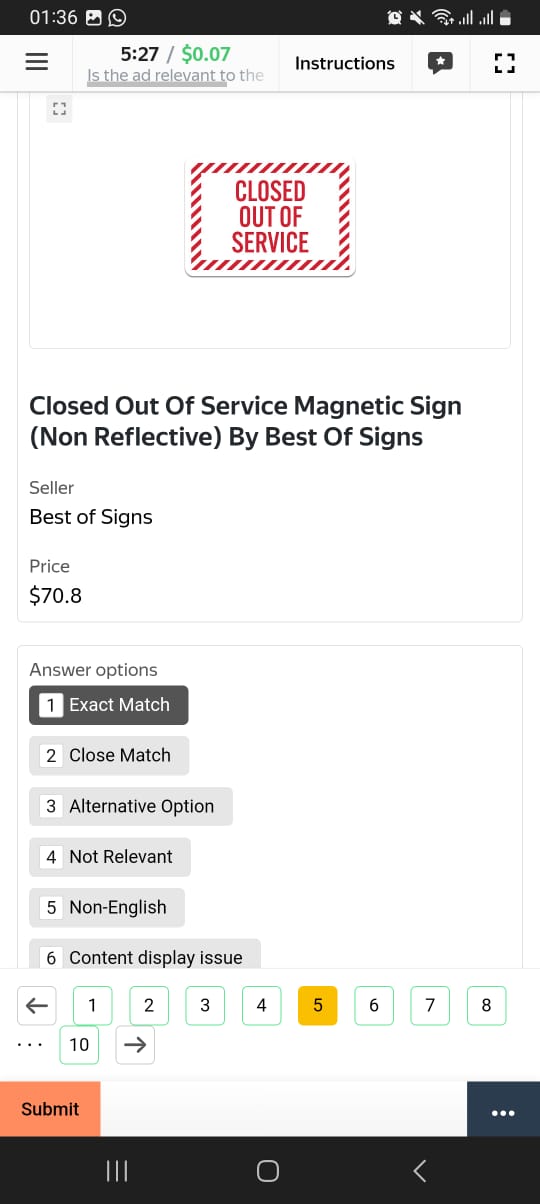 01:36
5:27 / $0.07
Is the ad relevant to the
Instructions
CLOSED
OUT OF
SERVICE
Closed Out Of Service Magnetic Sign
(Non Reflective) By Best Of Signs
Seller
Best of Signs
Price
$70.8
Answer options
1 Exact Match
2 Close Match
3 Alternative Option
4 Not Relevant
5 Non-English
6 Content display issue
1 2 3 4 5 6 7 8
... 10
Submit